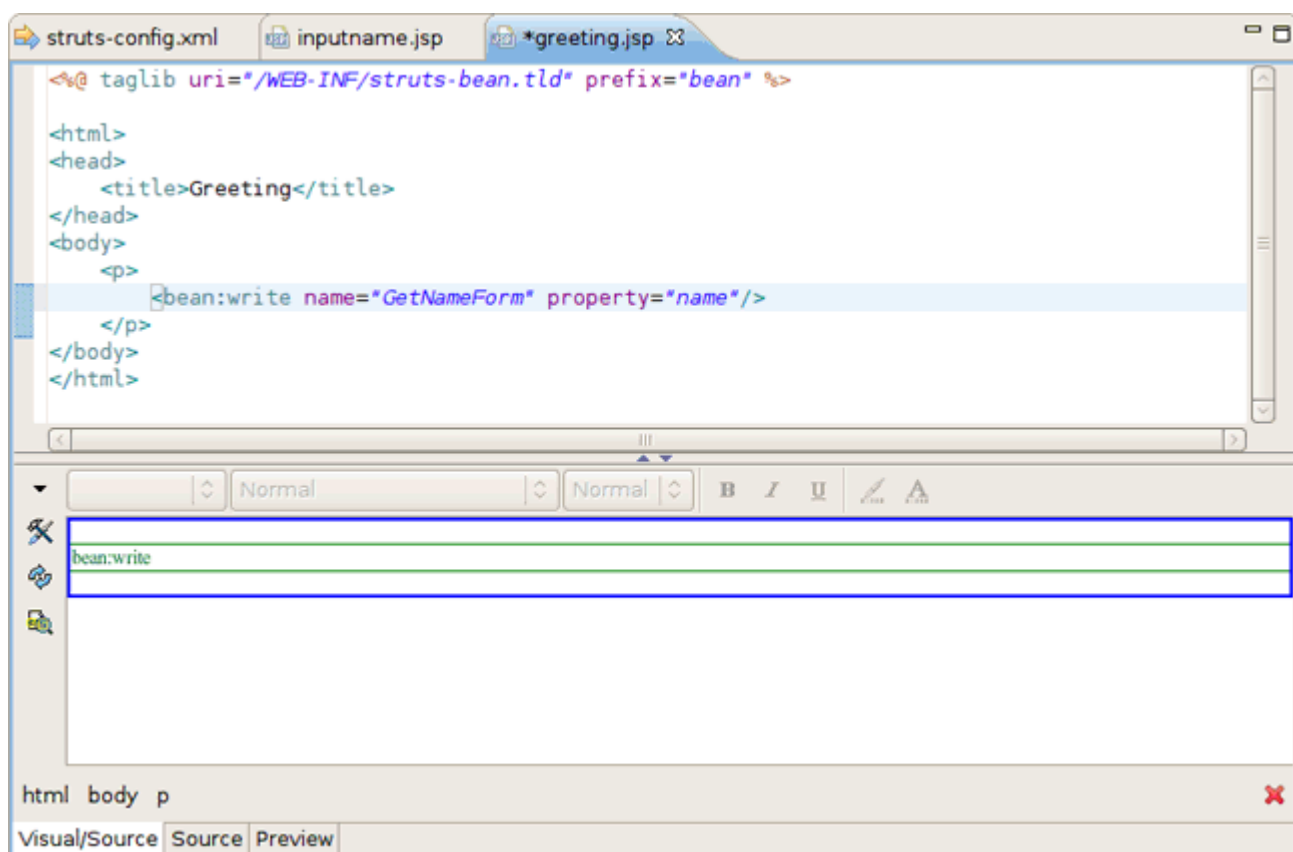 struts-config.xml inputname.jsp *greeting.jsp
<%@ taglib uri="/WEB-INF/struts-bean.tld" prefix="bean" %>
<html>
<head>
<title>Greeting</title>
</head>
<body>
<p>
<bean:write name="GetNameForm" property="name"/>
</p>
</body>
</html>
Normal Normal B I U A
bean:write
html body p
Visual/Source Source Preview